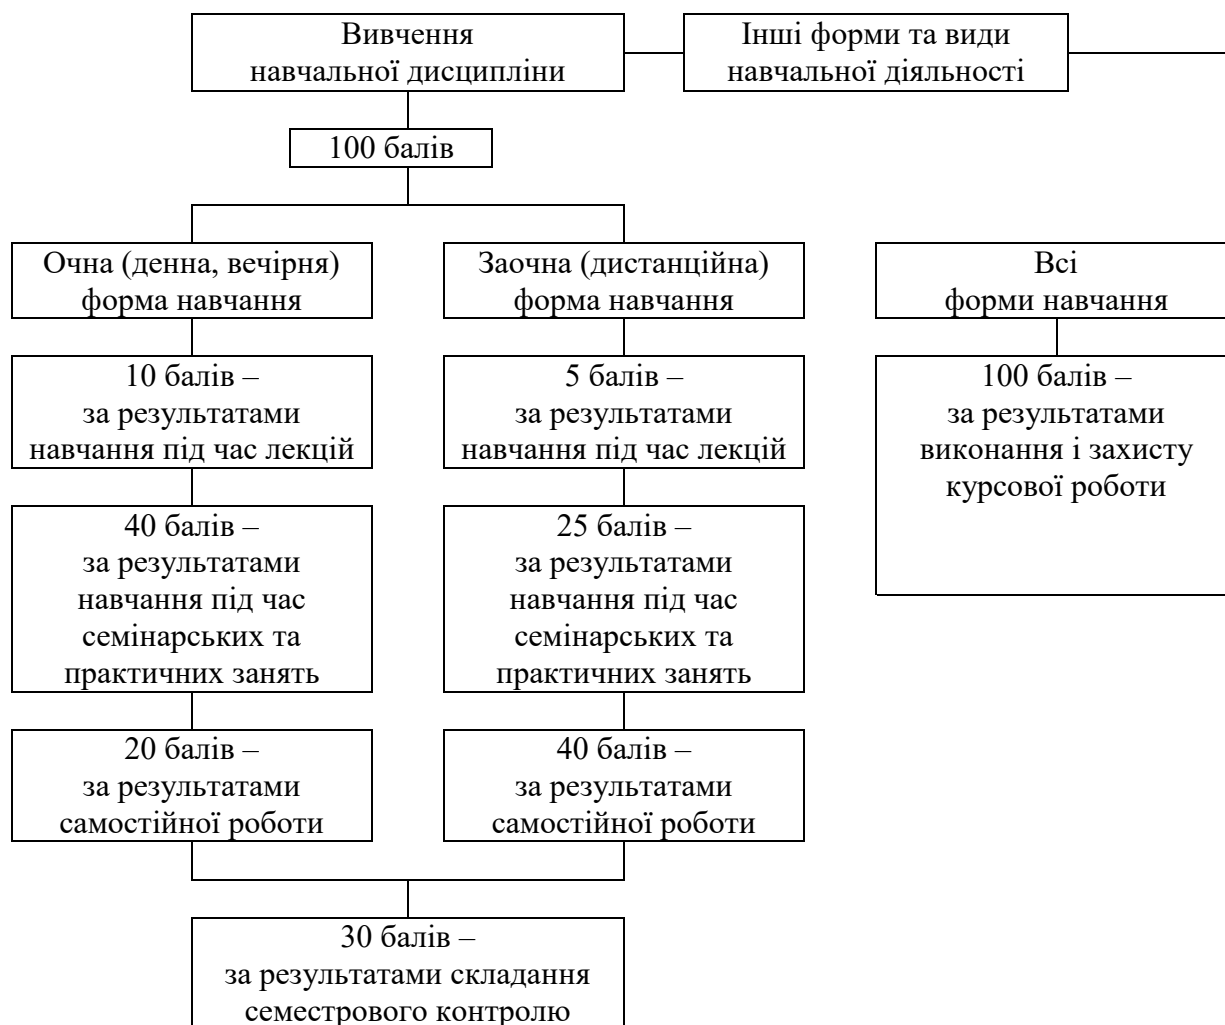 Вивчення
навчальної дисципліни
Інші форми та види
навчальної діяльності
100 балів
Очна (денна, вечірня)
форма навчання
Заочна (дистанційна)
форма навчання
Всі
форми навчання
10 балів –
за результатами
навчання під час лекцій
5 балів –
за результатами
навчання під час лекцій
100 балів –
за результатами
виконання і захисту
курсової роботи
40 балів –
за результатами
навчання під час
семінарських та
практичних занять
25 балів –
за результатами
навчання під час
семінарських та
практичних занять
20 балів –
за результатами
самостійної роботи
40 балів –
за результатами
самостійної роботи
30 балів –
за результатами складання
семестрового контролю